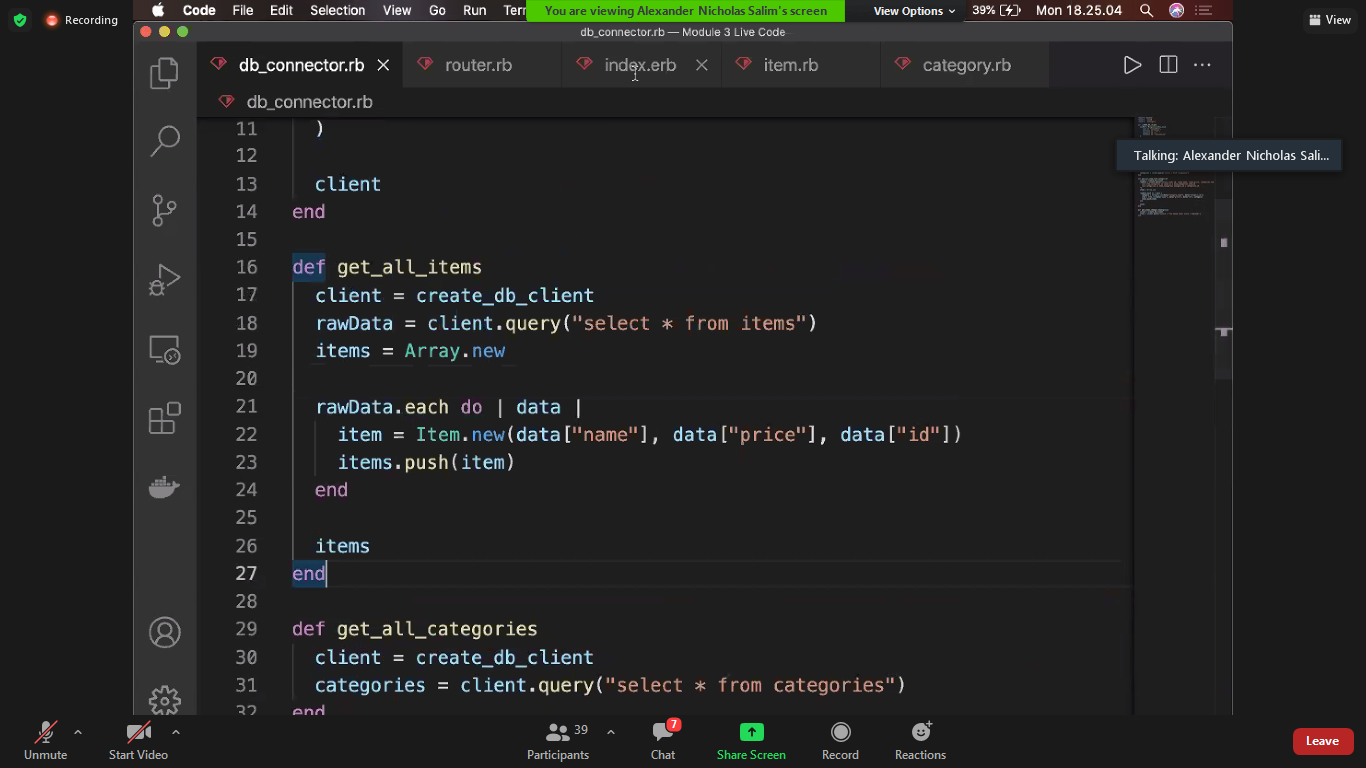 Recording
Code File Edit Selection View Go Run Terr
You are viewing Alexander Nicholas Salim's screen
View Options
39% Mon 18.25.04
View
db_connector.rb — Module 3 Live Code
db_connector.rb router.rb index.erb item.rb category.rb
db_connector.rb
Talking: Alexander Nicholas Sali...
11 )
12
13 client
14 end
15
16 def get_all_items
17 client = create_db_client
18 rawData = client.query("select * from items")
19 items = Array.new
20
21 rawData.each do | data |
22 item = Item.new(data["name"], data["price"], data["id"])
23 items.push(item)
24 end
25
26 items
27 end
28
29 def get_all_categories
30 client = create_db_client
31 categories = client.query("select * from categories")
32 end
39 7
Unmute Start Video Participants Chat Share Screen Record Reactions Leave